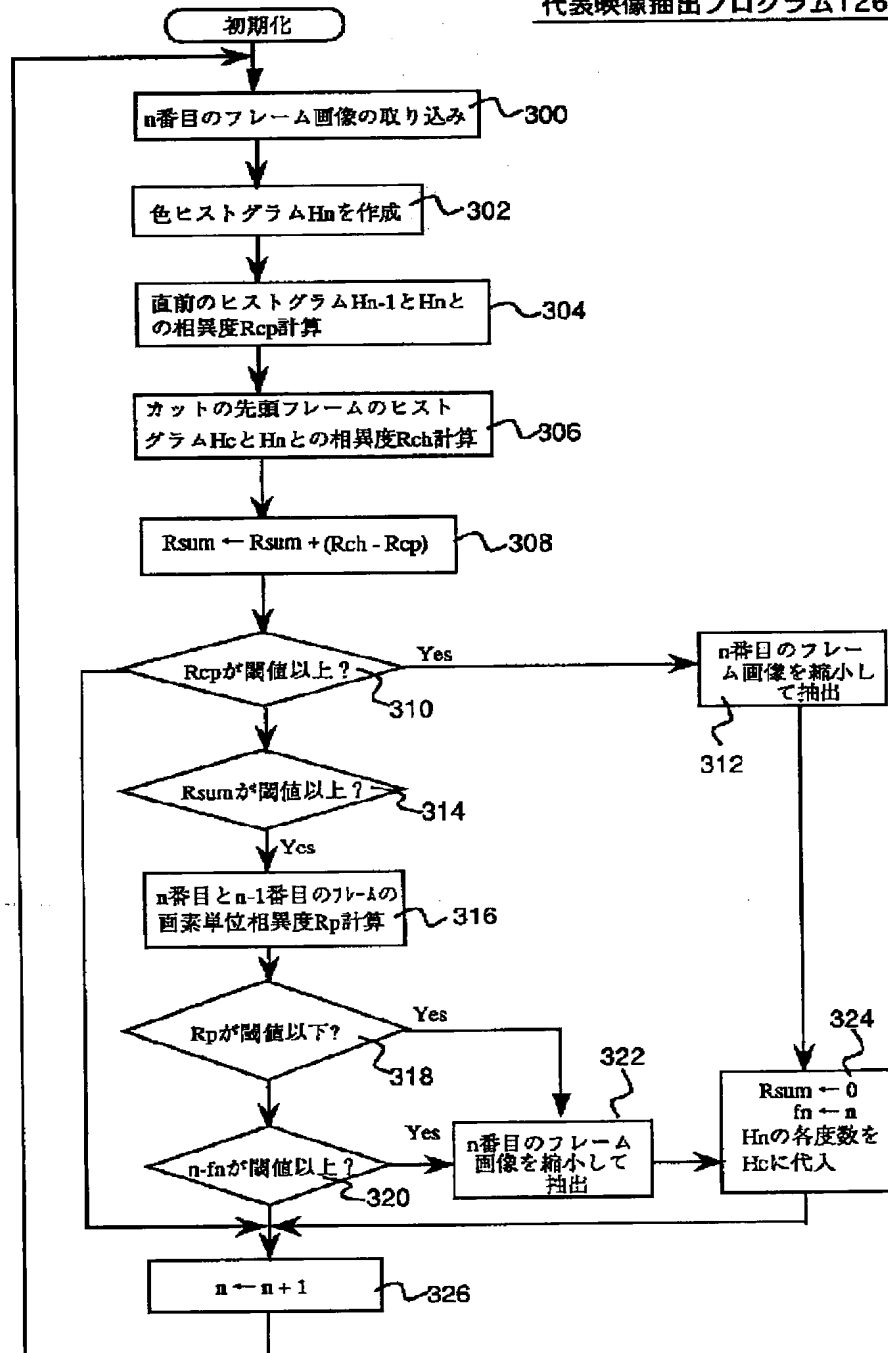 代表映像抽出プログラム126
初期化
n番目のフレーム画像の取り込み
300
色ヒストグラムHnを作成
302
直前のヒストグラムHn-1とHnと
の相異度Rcp計算
304
カットの先頭フレームのヒスト
グラムHcとHnとの相異度Rch計算
306
Rsum ← Rsum + (Rch - Rcp)
308
Rcpが閾値以上?
Yes
310
n番目のフレー
ム画像を縮小し
て抽出
312
Rsumが閾値以上?
314
Yes
n番目とn-1番目のフレームの
画素単位相異度Rp計算
316
Rpが閾値以下?
Yes
318
322
324
n-fnが閾値以上?
Yes
320
n番目のフレーム
画像を縮小して
抽出
Rsum ← 0
fn ← n
Hnの各度数を
Hcに代入
n ← n + 1
326